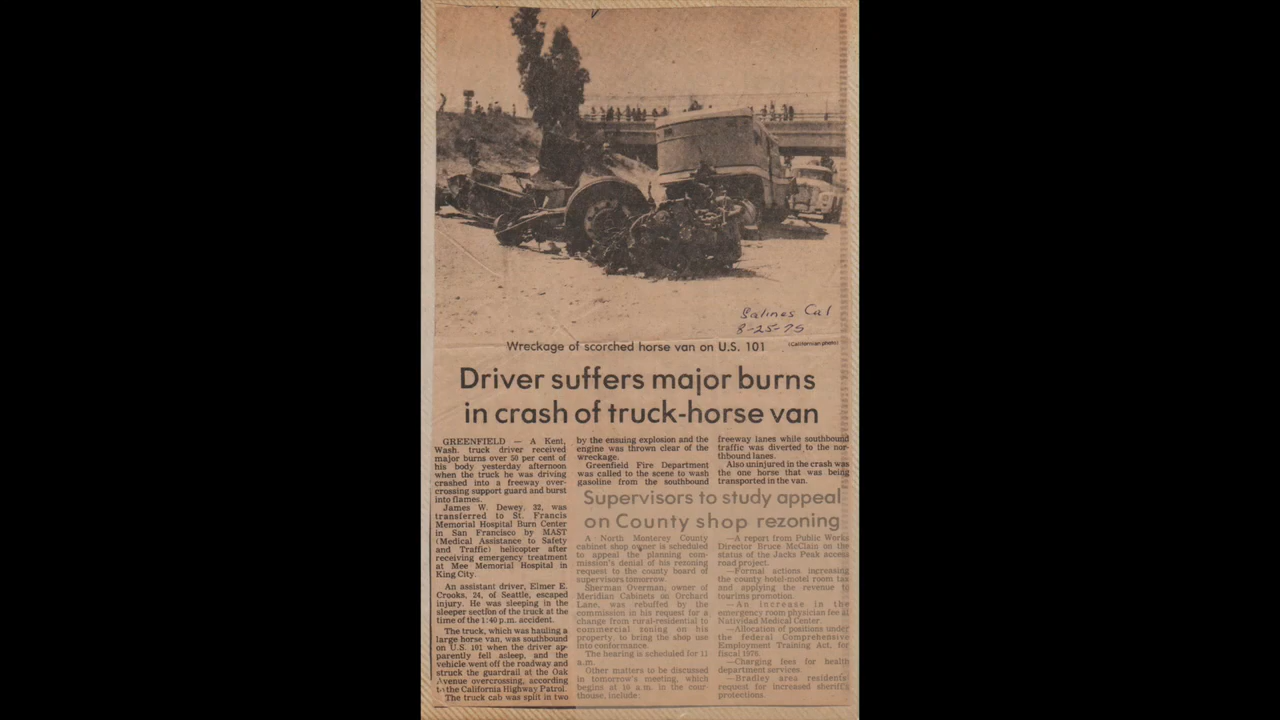 Salines Cal
8-25-75
Wreckage of scorched horse van on U.S. 101
(Californian photo)
Driver suffers major burns
in crash of truck-horse van
GREENFIELD — A Kent,
Wash. truck driver received
major burns over 50 per cent of
his body yesterday afternoon
when the truck he was driving
crashed into a freeway over-
crossing support guard and burst
into flames.
James W. Dewey, 32, was
transferred to St. Francis
Memorial Hospital Burn Center
in San Francisco by MAST
(Medical Assistance to Safety
and Traffic) helicopter after
receiving emergency treatment
at Mee Memorial Hospital in
King City.
An assistant driver, Elmer E.
Crooks, 24, of Seattle, escaped
injury. He was sleeping in the
sleeper section of the truck at the
time of the 1:40 p.m. accident.
The truck, which was hauling a
large horse van, was southbound
on U.S. 101 when the driver ap-
parently fell asleep, and the
vehicle went off the roadway and
struck the guardrail at the Oak
Avenue overcrossing, according
to the California Highway Patrol.
The truck cab was split in two
by the ensuing explosion and the
engine was thrown clear of the
wreckage.
Greenfield Fire Department
was called to the scene to wash
gasoline from the southbound
freeway lanes while southbound
traffic was diverted to the nor-
thbound lanes.
Also uninjured in the crash was
the one horse that was being
transported in the van.
Supervisors to study appeal
on County shop rezoning
A North Monterey County
cabinet shop owner is scheduled
to appeal the planning com-
mission's denial of his rezoning
request to the county board of
supervisors tomorrow.
Sherman Overman, owner of
Meridian Cabinets on Orchard
Lane, was rebuffed by the
commission in his request for a
change from rural-residential to
commercial zoning on his
property, to bring the shop use
into conformance.
The hearing is scheduled for 11
a.m.
Other matters to be discussed
in tomorrow's meeting, which
begins at 10 a.m. in the cour-
thouse, include:
—A report from Public Works
Director Bruce McClain on the
status of the Jacks Peak access
road project.
—Formal actions increasing
the county hotel-motel room tax
and applying the revenue to
tourism promotion.
—An increase in the
emergency room physician fee at
Natividad Medical Center.
—Allocation of positions under
the federal Comprehensive
Employment Training Act, for
fiscal 1976.
—Charging fees for health
department services.
—Bradley area residents'
request for increased sheriff's
protections.